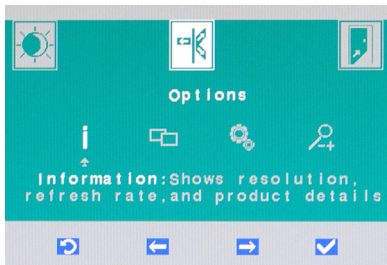 Options
Information:Shows resolution,
refresh rate,and product details